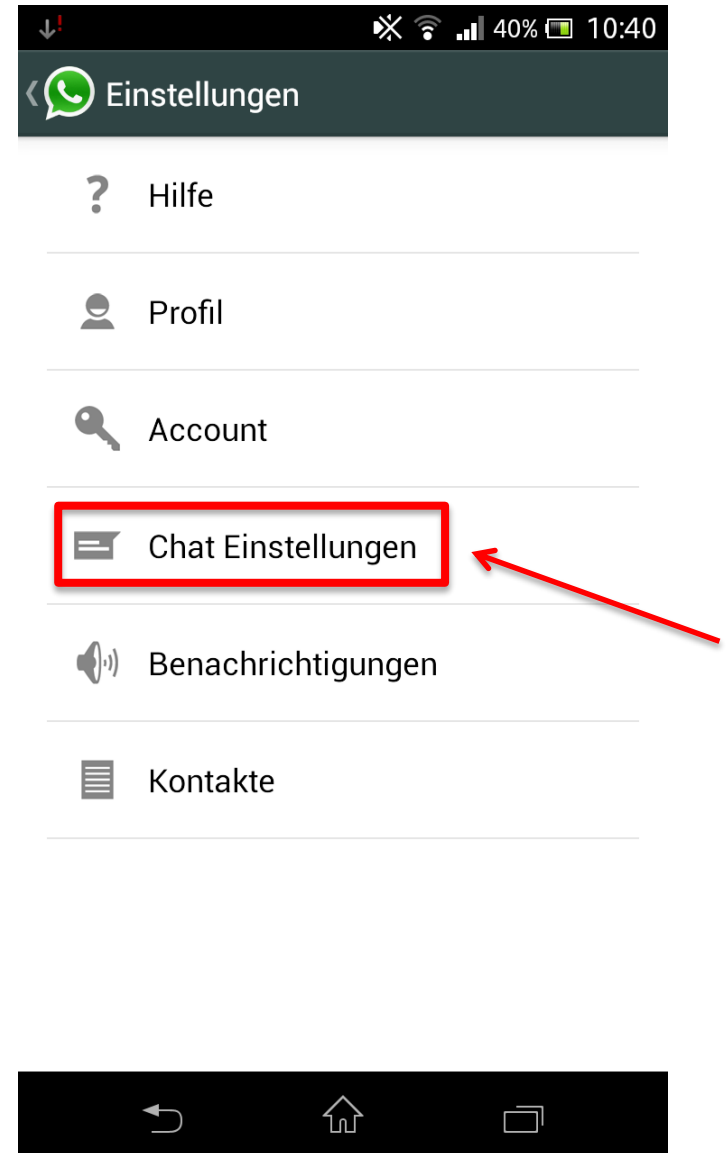 40% 10:40
Einstellungen
Hilfe
Profil
Account
Chat Einstellungen
Benachrichtigungen
Kontakte